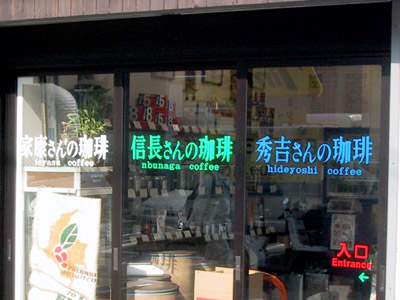 家康さんの珈琲
ieyasu coffee
信長さんの珈琲
nbunaga coffee
秀吉さんの珈琲
hideyoshi coffee
入口
Entrance